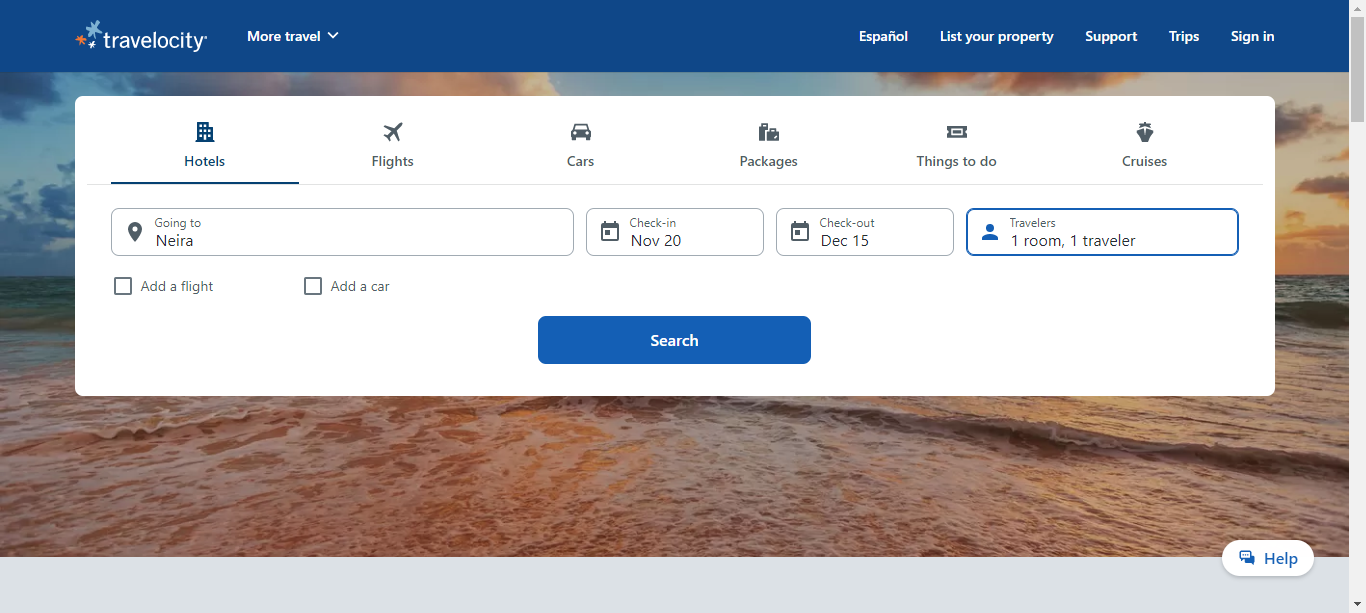 travelocity
More travel
Español
List your property
Support
Trips
Sign in
Hotels
Flights
Cars
Packages
Things to do
Cruises
Going to
Neira
Check-in
Nov 20
Check-out
Dec 15
Travelers
1 room, 1 traveler
Add a flight
Add a car
Search
Help